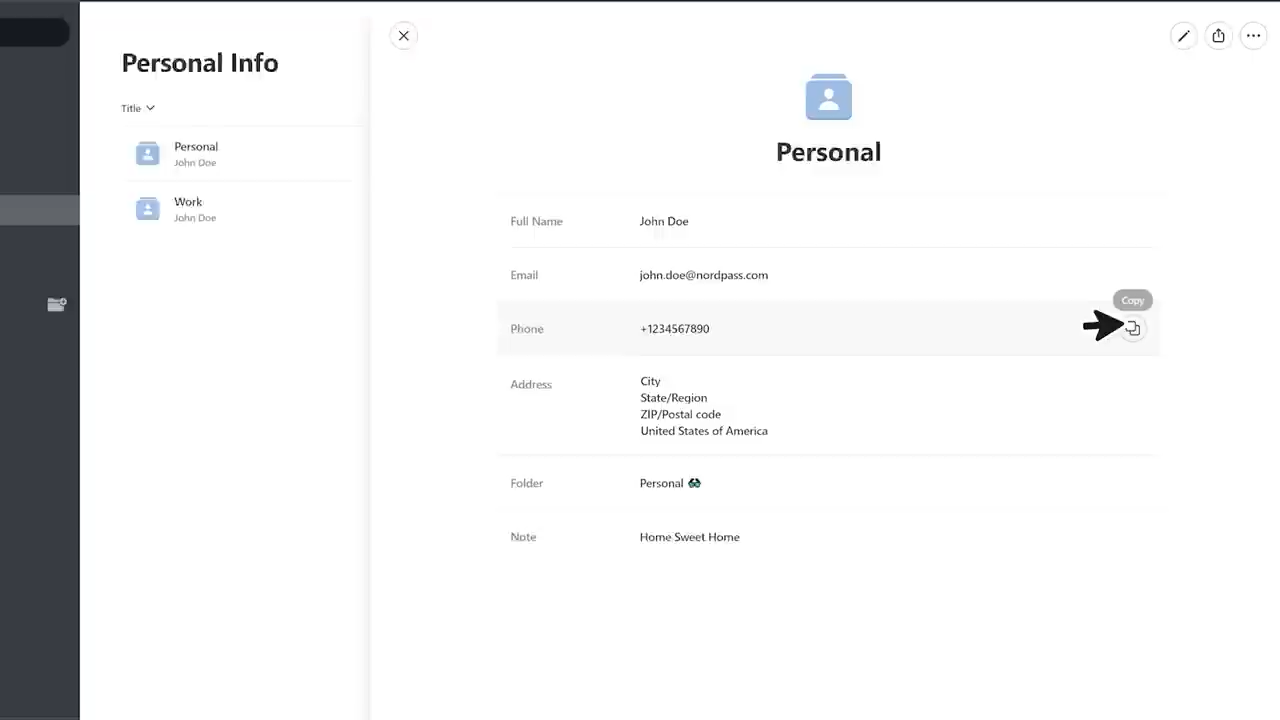 Personal Info
Title
Personal
John Doe
Work
John Doe
Personal
Full Name John Doe
Email john.doe@nordpass.com
Copy
Phone +1234567890
Address City
State/Region
ZIP/Postal code
United States of America
Folder Personal
Note Home Sweet Home